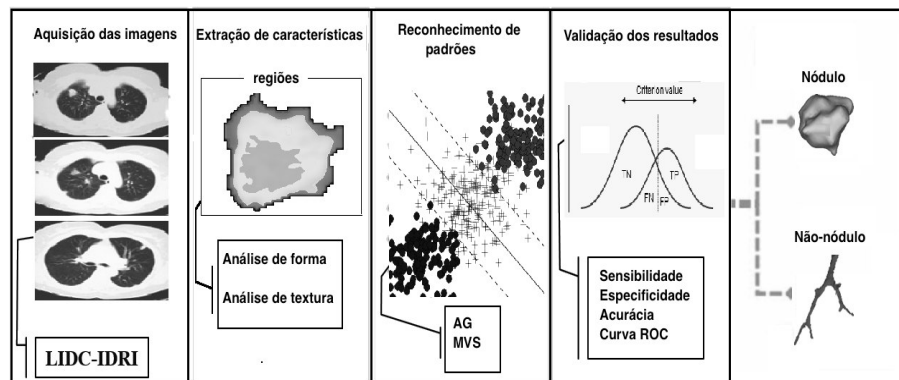 Aquisição das imagens
LIDC-IDRI
Extração de características
regiões
Análise de forma
Análise de textura
Reconhecimento de
padrões
AG
MVS
Validação dos resultados
Criterion value
TN
TP
FN
FP
Sensibilidade
Especificidade
Acurácia
Curva ROC
Nódulo
Não-nódulo